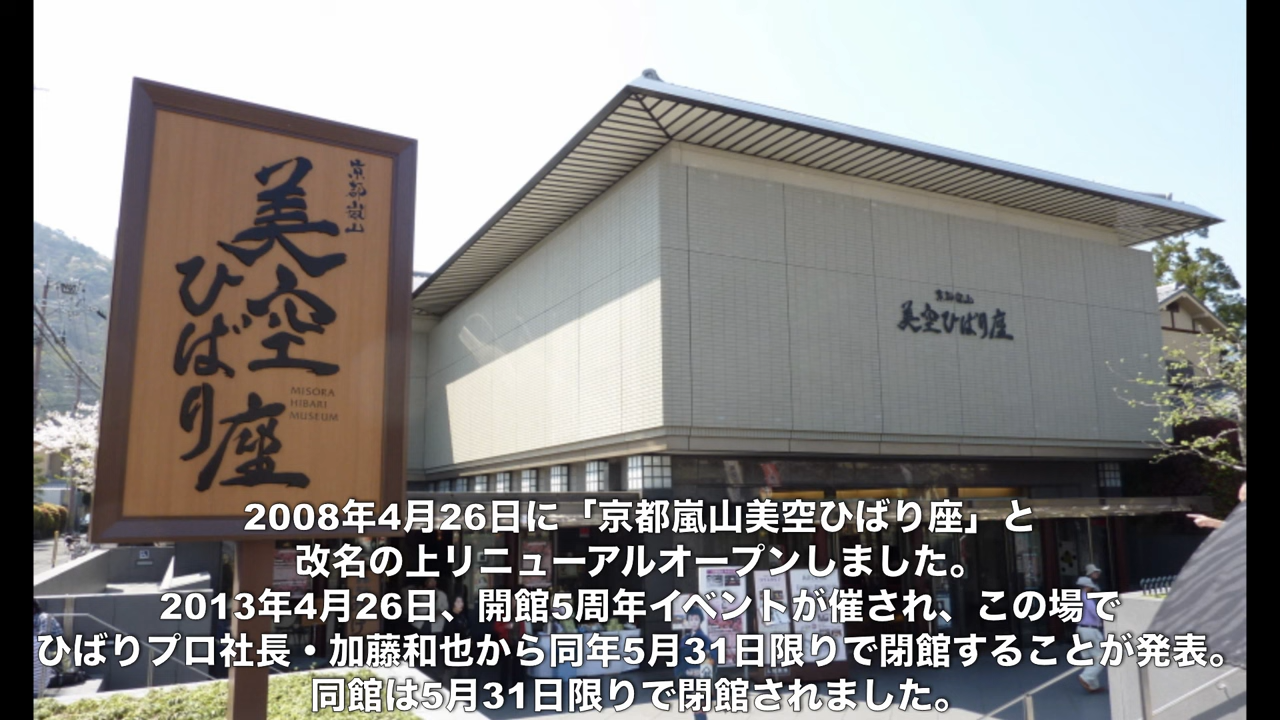 京都嵐山
美空
ひばり座
MISORA
HIBARI
MUSEUM
京都嵐山
美空ひばり座
2008年4月26日に「京都嵐山美空ひばり座」と
改名の上リニューアルオープンしました。
2013年4月26日、開館5周年イベントが催され、この場で
ひばりプロ社長・加藤和也から同年5月31日限りで閉館することが発表。
同館は5月31日限りで閉館されました。